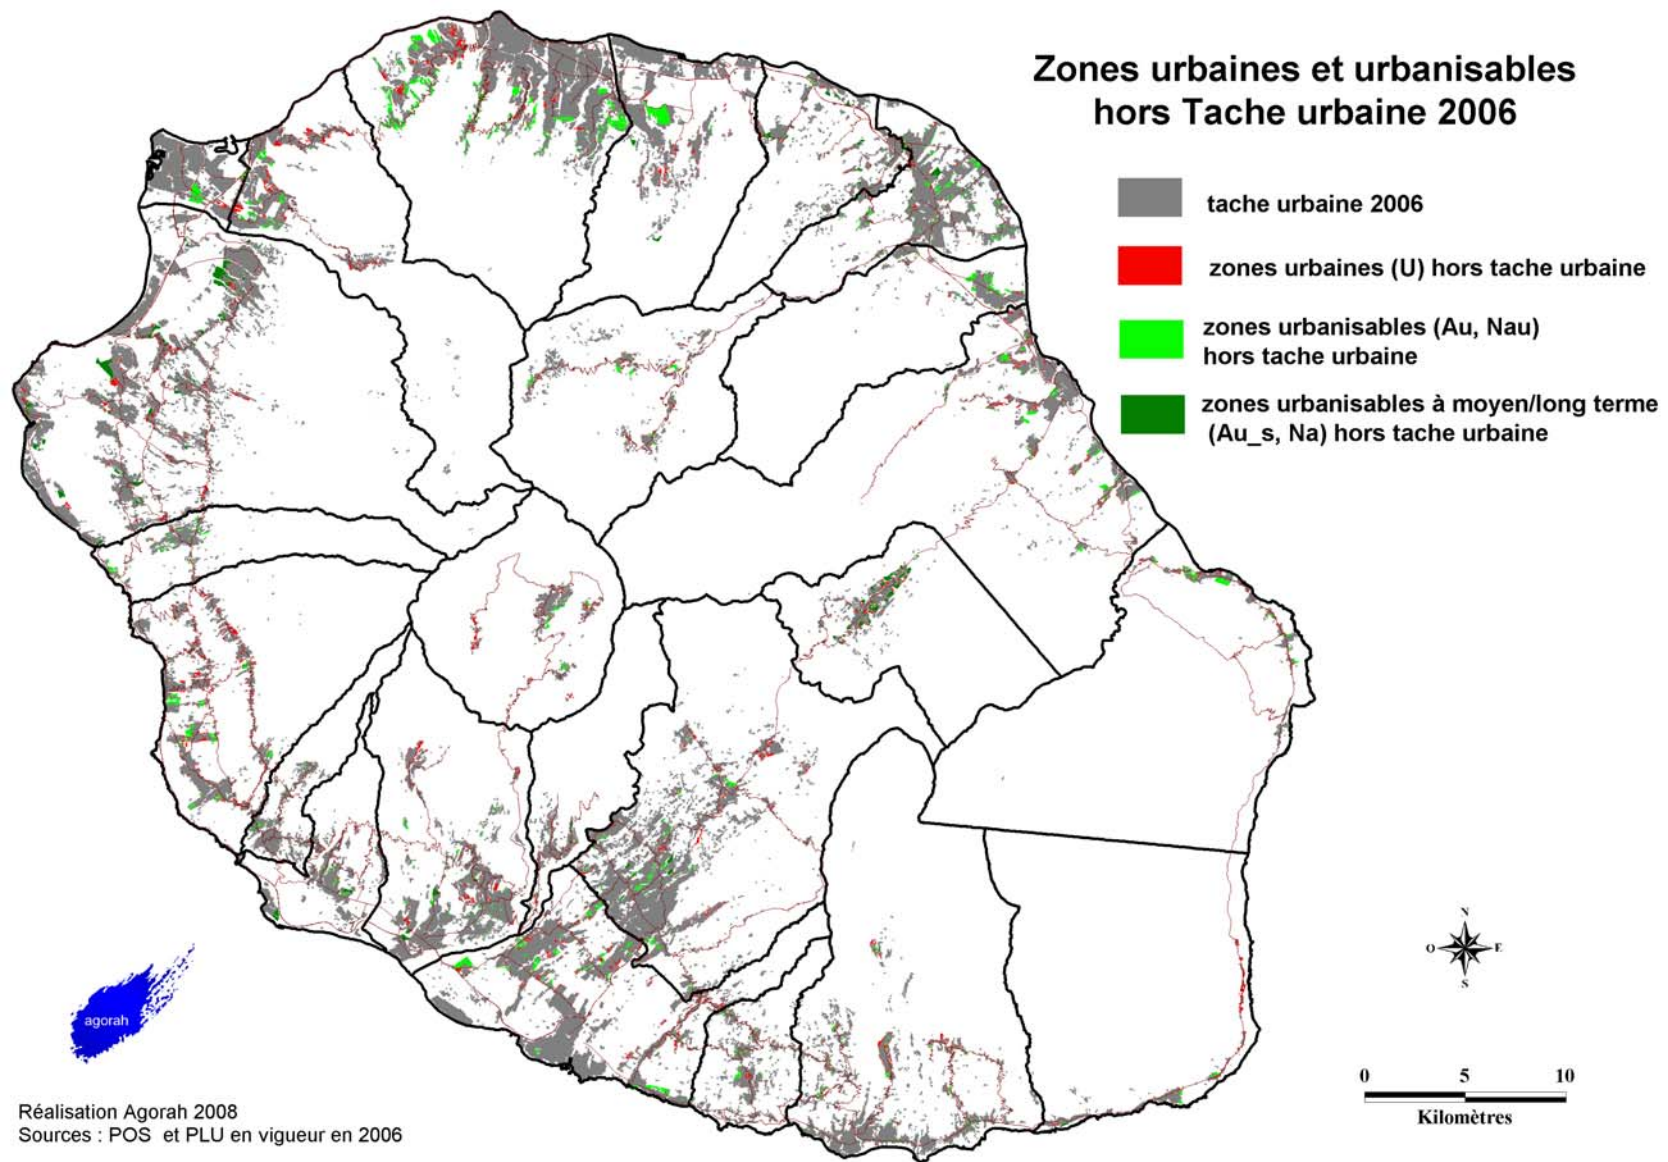 Zones urbaines et urbanisables
hors Tache urbaine 2006
tache urbaine 2006
zones urbaines (U) hors tache urbaine
zones urbanisables (Au, Nau)
hors tache urbaine
zones urbanisables à moyen/long terme
(Au_s, Na) hors tache urbaine
N
O
E
S
agorah
0 5 10
Kilomètres
Réalisation Agorah 2008
Sources : POS et PLU en vigueur en 2006